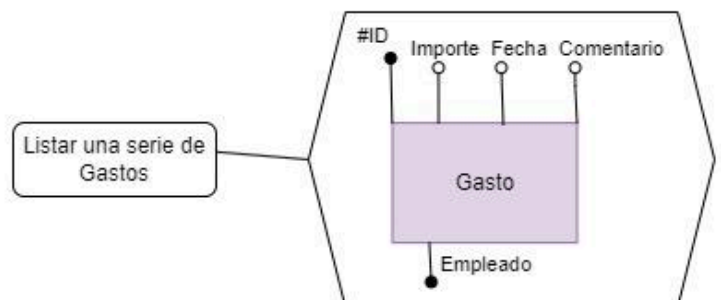 #ID
Importe Fecha Comentario
Listar una serie de
Gastos
Gasto
Empleado